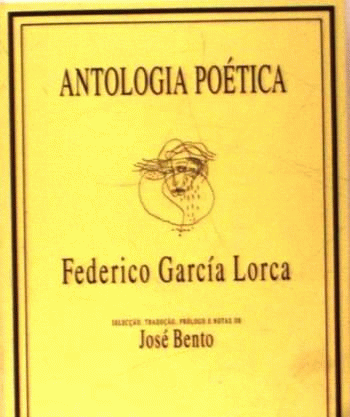 ANTOLOGIA POÉTICA
Federico García Lorca
SELECÇÃO, TRADUÇÃO, PRÓLOGO E NOTAS DE
José Bento